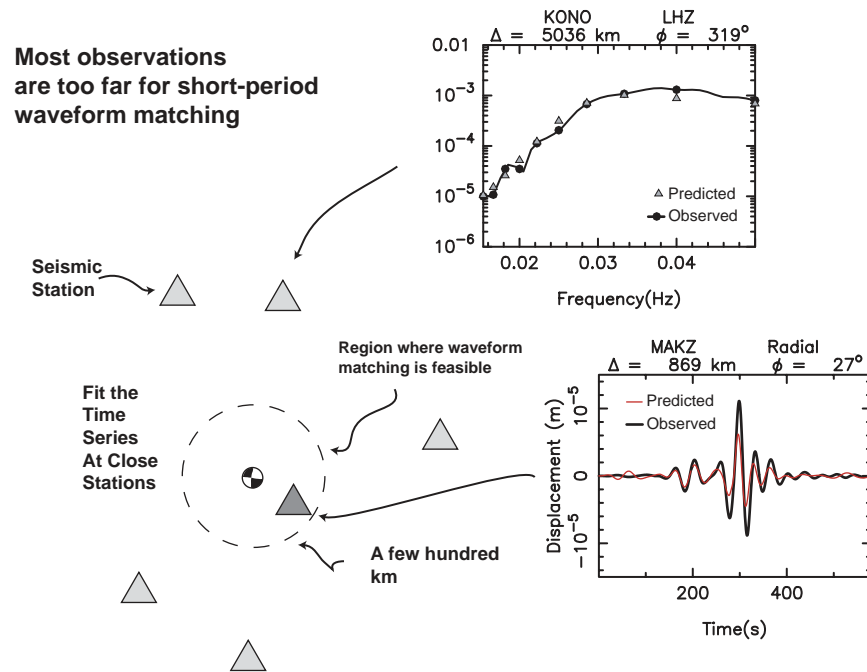 Most observations
are too far for short-period
waveform matching
KONO LHZ
Δ = 5036 km ϕ = 319°
0.01
10⁻³
10⁻⁴
10⁻⁵
10⁻⁶
Predicted
Observed
0.02 0.03 0.04
Frequency(Hz)
Seismic
Station
Region where waveform
matching is feasible
Fit the
Time
Series
At Close
Stations
A few hundred
km
MAKZ Radial
Δ = 869 km ϕ = 27°
Predicted
Observed
Displacement (m)
10⁻⁵
0
−10⁻⁵
200 400
Time(s)